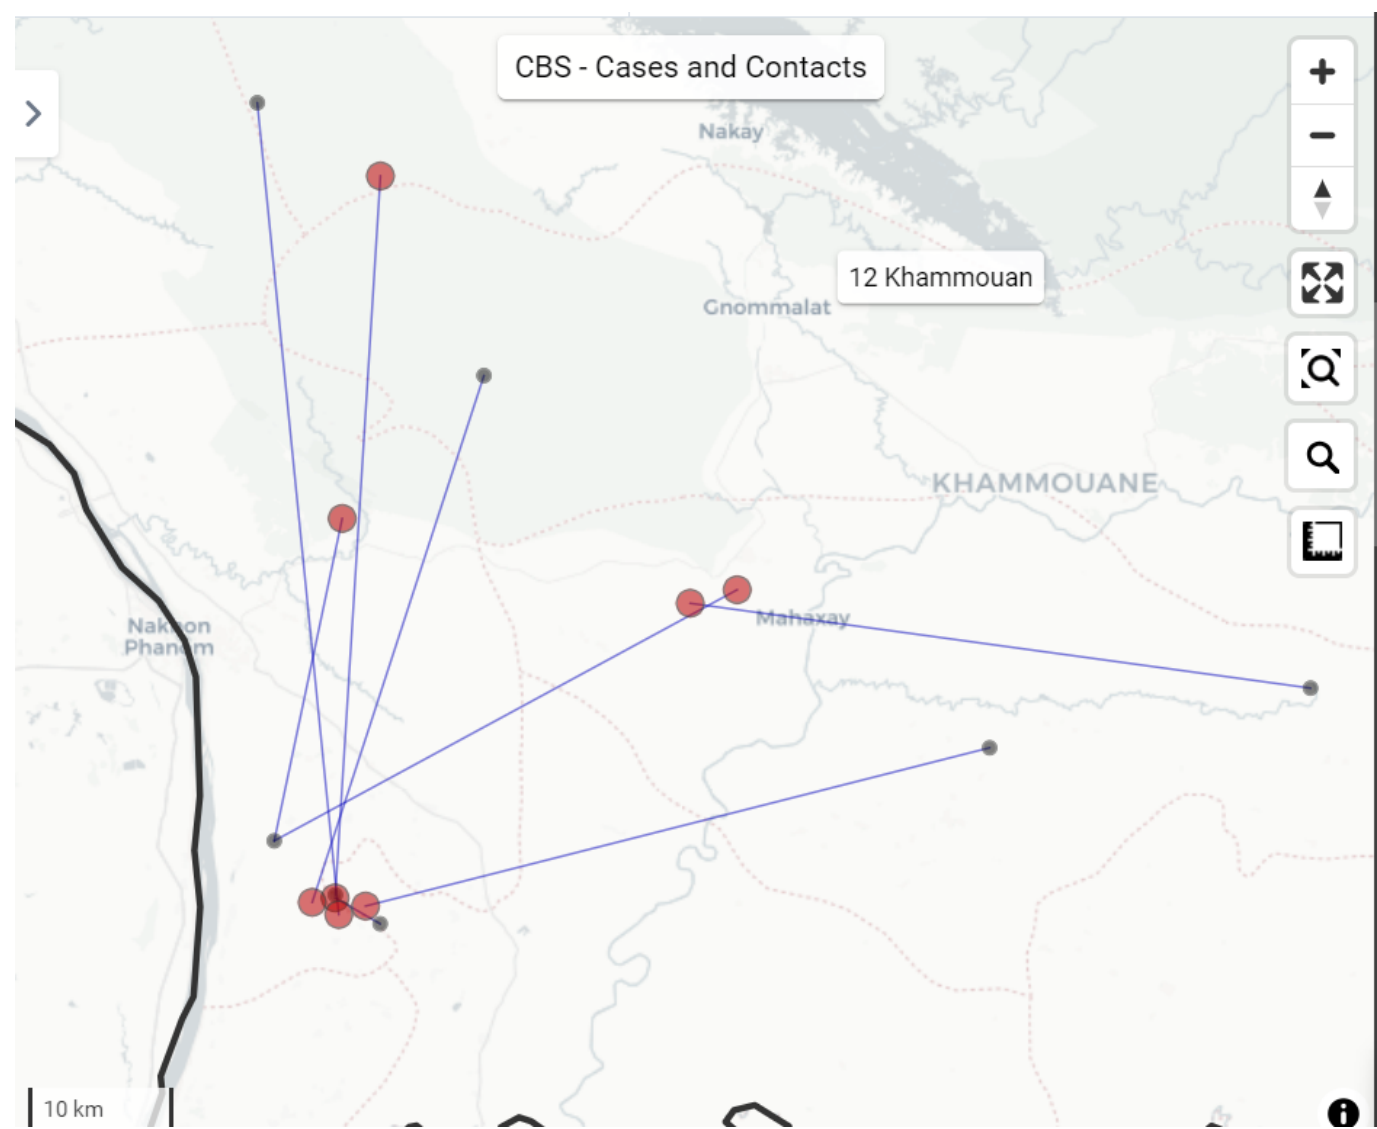 CBS - Cases and Contacts
Nakay
12 Khammouan
Gnommalat
KHAMMOUANE
Mahaxay
Nakhon
Phanom
10 km